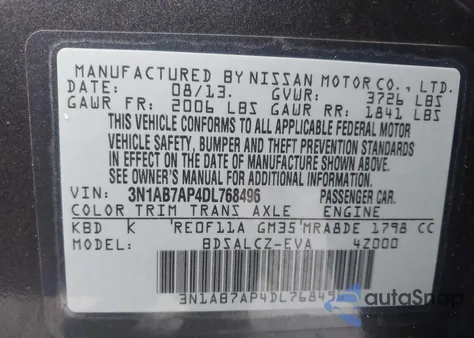 MANUFACTURED BY NISSAN MOTOR CO., LTD.
DATE: 08/13. GVWR: 3726 LBS
GAWR FR: 2006 LBS GAWR RR: 1841 LBS
THIS VEHICLE CONFORMS TO ALL APPLICABLE FEDERAL MOTOR
VEHICLE SAFETY, BUMPER AND THEFT PREVENTION STANDARDS
IN EFFECT ON THE DATE OF MANUFACTURE SHOWN ABOVE.
SEE OWNER'S MANUAL FOR ADDITIONAL INFORMATION.
VIN: 3N1AB7AP4DL768496 PASSENGER CAR.
COLOR TRIM TRANS AXLE ENGINE
KBD K RE0F11A GM35 MRA8DE 1798 CC
MODEL: BDSALCZ-EVA 4Z000
3N1AB7AP4DL76849
autoSnap